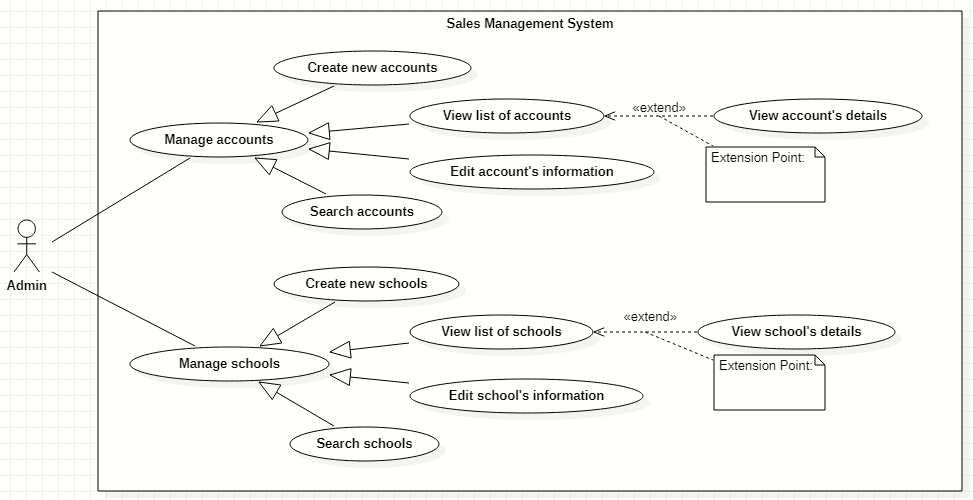 Sales Management System
Create new accounts
View list of accounts
«extend»
View account's details
Manage accounts
Extension Point:
Edit account's information
Search accounts
Admin
Create new schools
View list of schools
«extend»
View school's details
Manage schools
Extension Point:
Edit school's information
Search schools